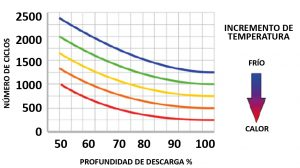 NÚMERO DE CICLOS
2500
2000
1500
1000
500
0
50 60 70 80 90 100
PROFUNDIDAD DE DESCARGA %
INCREMENTO DE
TEMPERATURA
FRÍO
CALOR